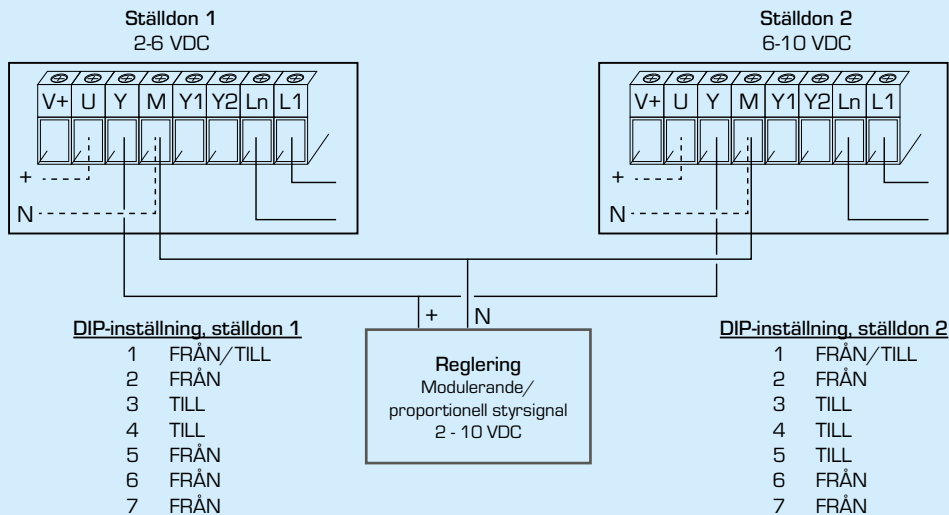 Ställdon 1
2-6 VDC
V+ U Y M Y1 Y2 Ln L1
+
N
Ställdon 2
6-10 VDC
V+ U Y M Y1 Y2 Ln L1
+
N
+ N
DIP-inställning, ställdon 1
1 FRÅN/TILL
2 FRÅN
3 TILL
4 TILL
5 FRÅN
6 FRÅN
7 FRÅN
Reglering
Modulerande/
proportionell styrsignal
2 - 10 VDC
DIP-inställning, ställdon 2
1 FRÅN/TILL
2 FRÅN
3 TILL
4 TILL
5 TILL
6 FRÅN
7 FRÅN